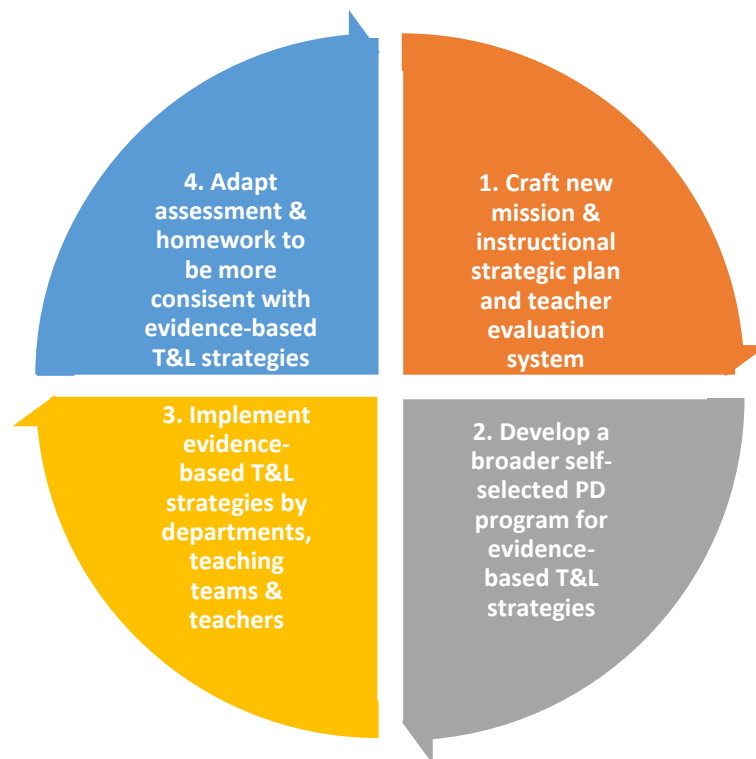 1. Craft new
mission &
instructional
strategic plan
and teacher
evaluation
system
2. Develop a
broader self-
selected PD
program for
evidence-
based T&L
strategies
3. Implement
evidence-
based T&L
strategies by
departments,
teaching
teams &
teachers
4. Adapt
assessment &
homework to
be more
consisent with
evidence-based
T&L strategies